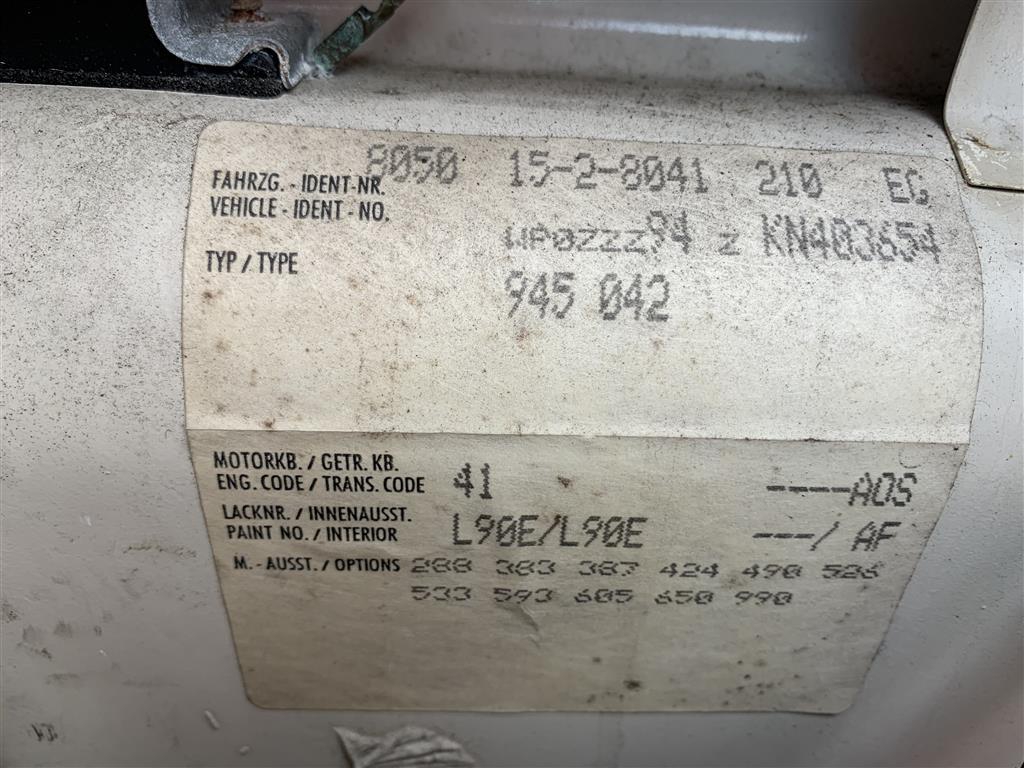 8050 15-2-8041 210 EG
FAHRZG. - IDENT-NR.
VEHICLE - IDENT - NO. WP0ZZZ94 Z KN403654
TYP / TYPE 945 042
MOTORKB. / GETR. KB.
ENG. CODE / TRANS. CODE 41 ----AOS
LACKNR. / INNENAUSST.
PAINT NO. / INTERIOR L90E/L90E ---/ AF
M. - AUSST. / OPTIONS 288 383 387 424 490 526
533 593 605 650 990